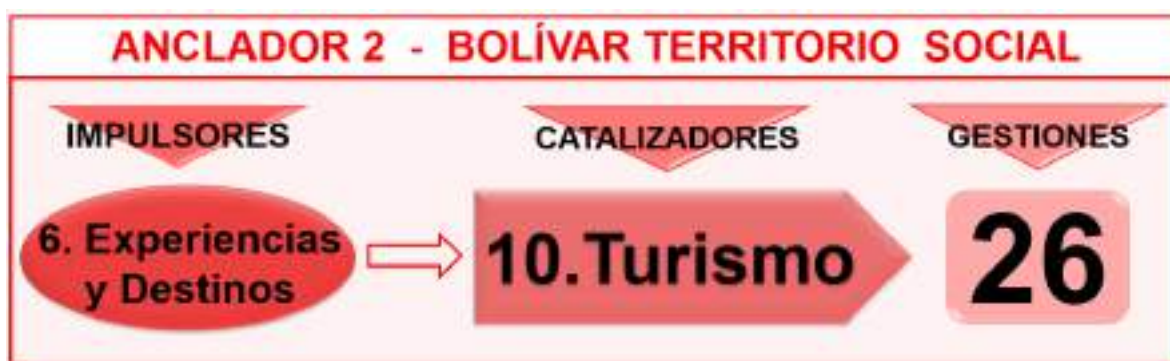 ANCLADOR 2 - BOLÍVAR TERRITORIO SOCIAL
IMPULSORES
CATALIZADORES
GESTIONES
6. Experiencias
y Destinos
10.Turismo
26